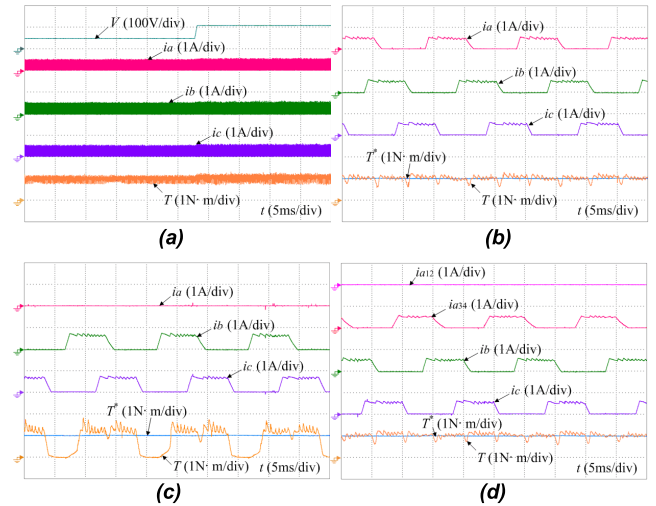 V (100V/div)
ia (1A/div)
ib (1A/div)
ic (1A/div)
T (1N· m/div)
t (5ms/div)
(a)
ia (1A/div)
ib (1A/div)
ic (1A/div)
T* (1N· m/div)
T (1N· m/div)
t (5ms/div)
(b)
ia (1A/div)
ib (1A/div)
ic (1A/div)
T* (1N· m/div)
T (1N· m/div)
t (5ms/div)
(c)
ia12 (1A/div)
ia34 (1A/div)
ib (1A/div)
ic (1A/div)
T* (1N· m/div)
T (1N· m/div)
t (5ms/div)
(d)